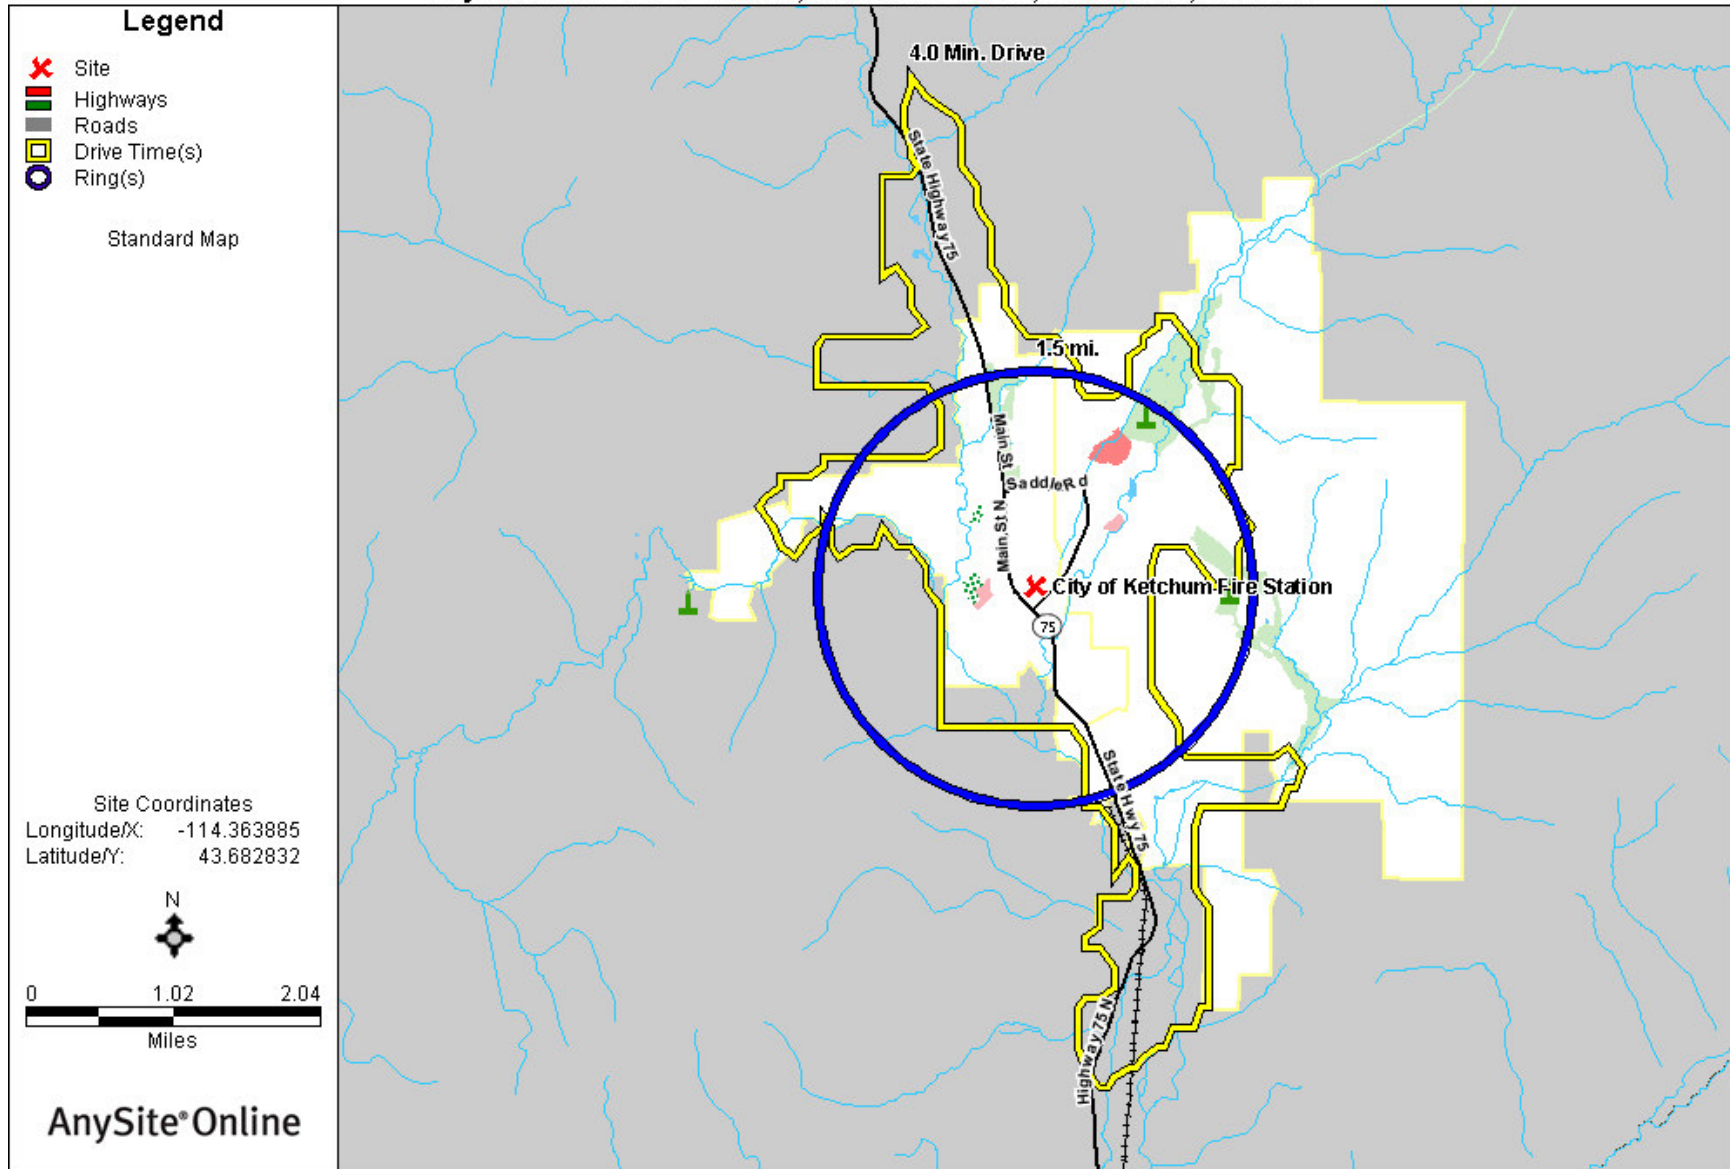 Legend
Site
Highways
Roads
Drive Time(s)
Ring(s)
Standard Map
Site Coordinates
Longitude/X: -114.363885
Latitude/Y: 43.682832
N
0 1.02 2.04
Miles
AnySite®Online
4.0 Min. Drive
State Highway 75
1.5 mi.
Main St
Saddle Rd
Main St N
City of Ketchum Fire Station
75
State Hwy 75
Highway 75 N